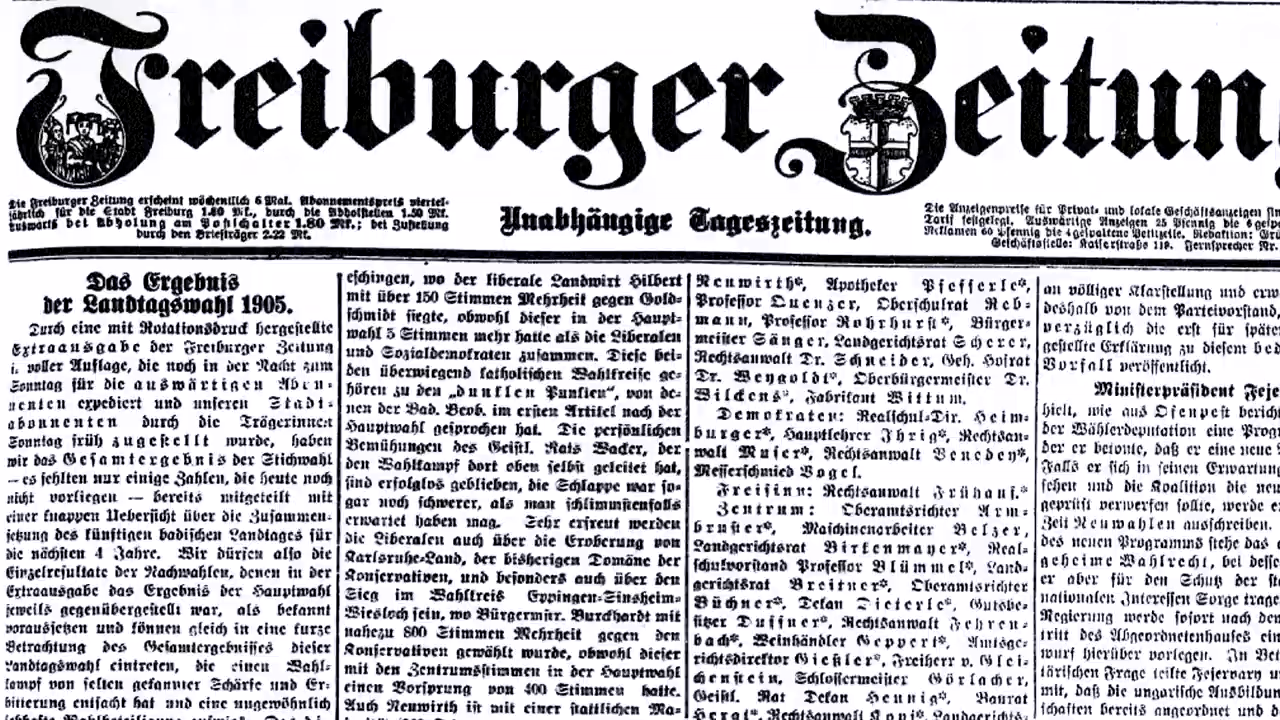 Freiburger Zeitung
Die Freiburger Zeitung erscheint wöchentlich 6 Mal. Abonnementspreis viertel-
jährlich für die Stadt Freiburg 1.80 Mk., durch die Abholstellen 1.50 Mk.
auswärts bei Abholung am Postschalter 1.80 Mk.; bei Zustellung
durch den Briefträger 2.22 Mk.
Unabhängige Tageszeitung.
Die Anzeigenpreise für Privat- und lokale Geschäftsanzeigen
Tarif festgelegt. Auswärtige Anzeigen 25 Pfennig die 6
Reklamen 60 Pfennig die 4 gespaltene Petitzeile. Redaktion:
Geschäftsstelle: Kaiserstraße 119. Fernsprecher Nr.
Das Ergebnis
der Landtagswahl 1905.
Durch eine mit Rotationsdruck hergestellte
Extraausgabe der Freiburger Zeitung
i. voller Auflage, die noch in der Nacht zum
Sonntag für die auswärtigen Abon-
nenten expediert und unseren Stadt-
abonnenten durch die Trägerinnen
Sonntag früh zugestellt wurde, haben
wir das Gesamtergebnis der Stichwahl
— es fehlten nur einige Zahlen, die heute noch
nicht vorliegen — bereits mitgeteilt mit
einer knappen Uebersicht über die Zusammen-
setzung des künftigen badischen Landtages für
die nächsten 4 Jahre. Wir dürfen also die
Einzelresultate der Nachwahlen, denen in der
Extraausgabe das Ergebnis der Hauptwahl
jeweils gegenübergestellt war, als bekannt
voraussetzen und können gleich in eine kurze
Betrachtung des Gesamtergebnisses dieser
Landtagswahl eintreten, die einen Wahl-
kampf von selten gekannter Schärfe und Er-
bitterung entfacht hat und eine ungewöhnlich
eschingen, wo der liberale Landwirt Hilbert
mit über 150 Stimmen Mehrheit gegen Gold-
schmidt siegte, obwohl dieser in der Haupt-
wahl 5 Stimmen mehr hatte als die Liberalen
und Sozialdemokraten zusammen. Diese bei-
den überwiegend katholischen Wahlkreise ge-
hören zu den „dunklen Punkten“, von de-
nen der Bad. Beob. im ersten Artikel nach der
Hauptwahl gesprochen hat. Die persönlichen
Bemühungen des Geistl. Rats Wacker, der
den Wahlkampf dort oben selbst geleitet hat,
sind erfolglos geblieben, die Schlappe war so-
gar noch schwerer, als man schlimmstenfalls
erwartet haben mag. Sehr erfreut werden
die Liberalen auch über die Eroberung von
Karlsruhe-Land, der bisherigen Domäne der
Konservativen, und besonders auch über den
Sieg im Wahlkreis Eppingen-Sinsheim-
Wiesloch sein, wo Bürgermstr. Burckhardt mit
nahezu 800 Stimmen Mehrheit gegen den
Konservativen gewählt wurde, obwohl dieser
mit den Zentrumsstimmen in der Hauptwahl
einen Vorsprung von 400 Stimmen hatte.
Auch Neuwirth ist mit einer stattlichen Ma-
Neuwirth*, Apotheker Pfefferle*,
Professor Quenzer, Oberschulrat Reb-
mann, Professor Rohrhurst*, Bürger-
meister Sänger, Landgerichtsrat Scherer,
Rechtsanwalt Dr. Schneider, Geh. Hofrat
Dr. Weygoldt*, Oberbürgermeister Dr.
Wilckens*, Fabrikant Wittum.
Demokraten: Realschul-Dir. Heim-
burger*, Hauptlehrer Ihrig*, Rechtsan-
walt Muser*, Rechtsanwalt Venedey*,
Messerschmied Vogel.
Freisinn: Rechtsanwalt Frühauf.*
Zentrum: Oberamtsrichter Arm-
bruster*, Maschinenarbeiter Belzer,
Landgerichtsrat Birkenmayer*, Real-
schulvorstand Professor Blümmel*, Land-
gerichtsrat Breitner*, Oberamtsrichter
Büchner*, Dekan Dieterle*, Gutsbe-
sitzer Duffner*, Rechtsanwalt Fehren-
bach*, Weinhändler Geppert*, Amtsge-
richtsdirektor Gießler*, Freiherr v. Glei-
chenstein, Schlossermeister Görlacher,
Geistl. Rat Dekan Hennig*, Baurat
Hergt*, Rechtsanwalt Kopf*, Landgerichts-
an völliger Klarstellung und
deshalb von dem Parteivorstand,
verzüglich die erst für
gestellte Erklärung zu diesem
Vorfall veröffentlicht.
Ministerpräsident
hielt, wie aus Ofenpest
der Wählerdeputation eine
der er betonte, daß er eine neue
Falls er sich in seinen
sehen und die Koalition die
geprüft verwerfen sollte, werde
Zeit Neuwahlen ausschreiben.
des neuen Programms stehe das
geheime Wahlrecht, bei
er aber für den Schutz der
nationalen Interessen Sorge
Regierung werde sofort nach
tritt des Abgeordnetenhauses
wurf hierüber vorlegen. In
tärischen Frage teilte Fejervary
mit, daß die ungarische
schaften bereits angeordnet und